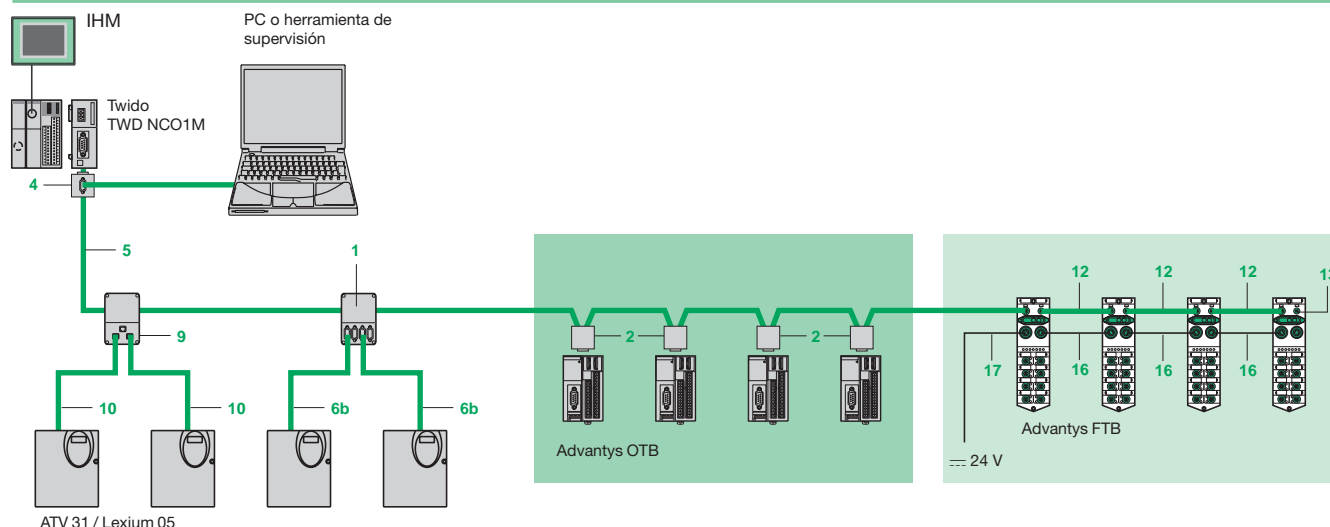 IHM
PC o herramienta de
supervisión
Twido
TWD NCO1M
4
5
1
12
12
12
13
9
2
2
17
16
16
16
10
10
6b
6b
Advantys OTB
Advantys FTB
24 V
ATV 31 / Lexium 05